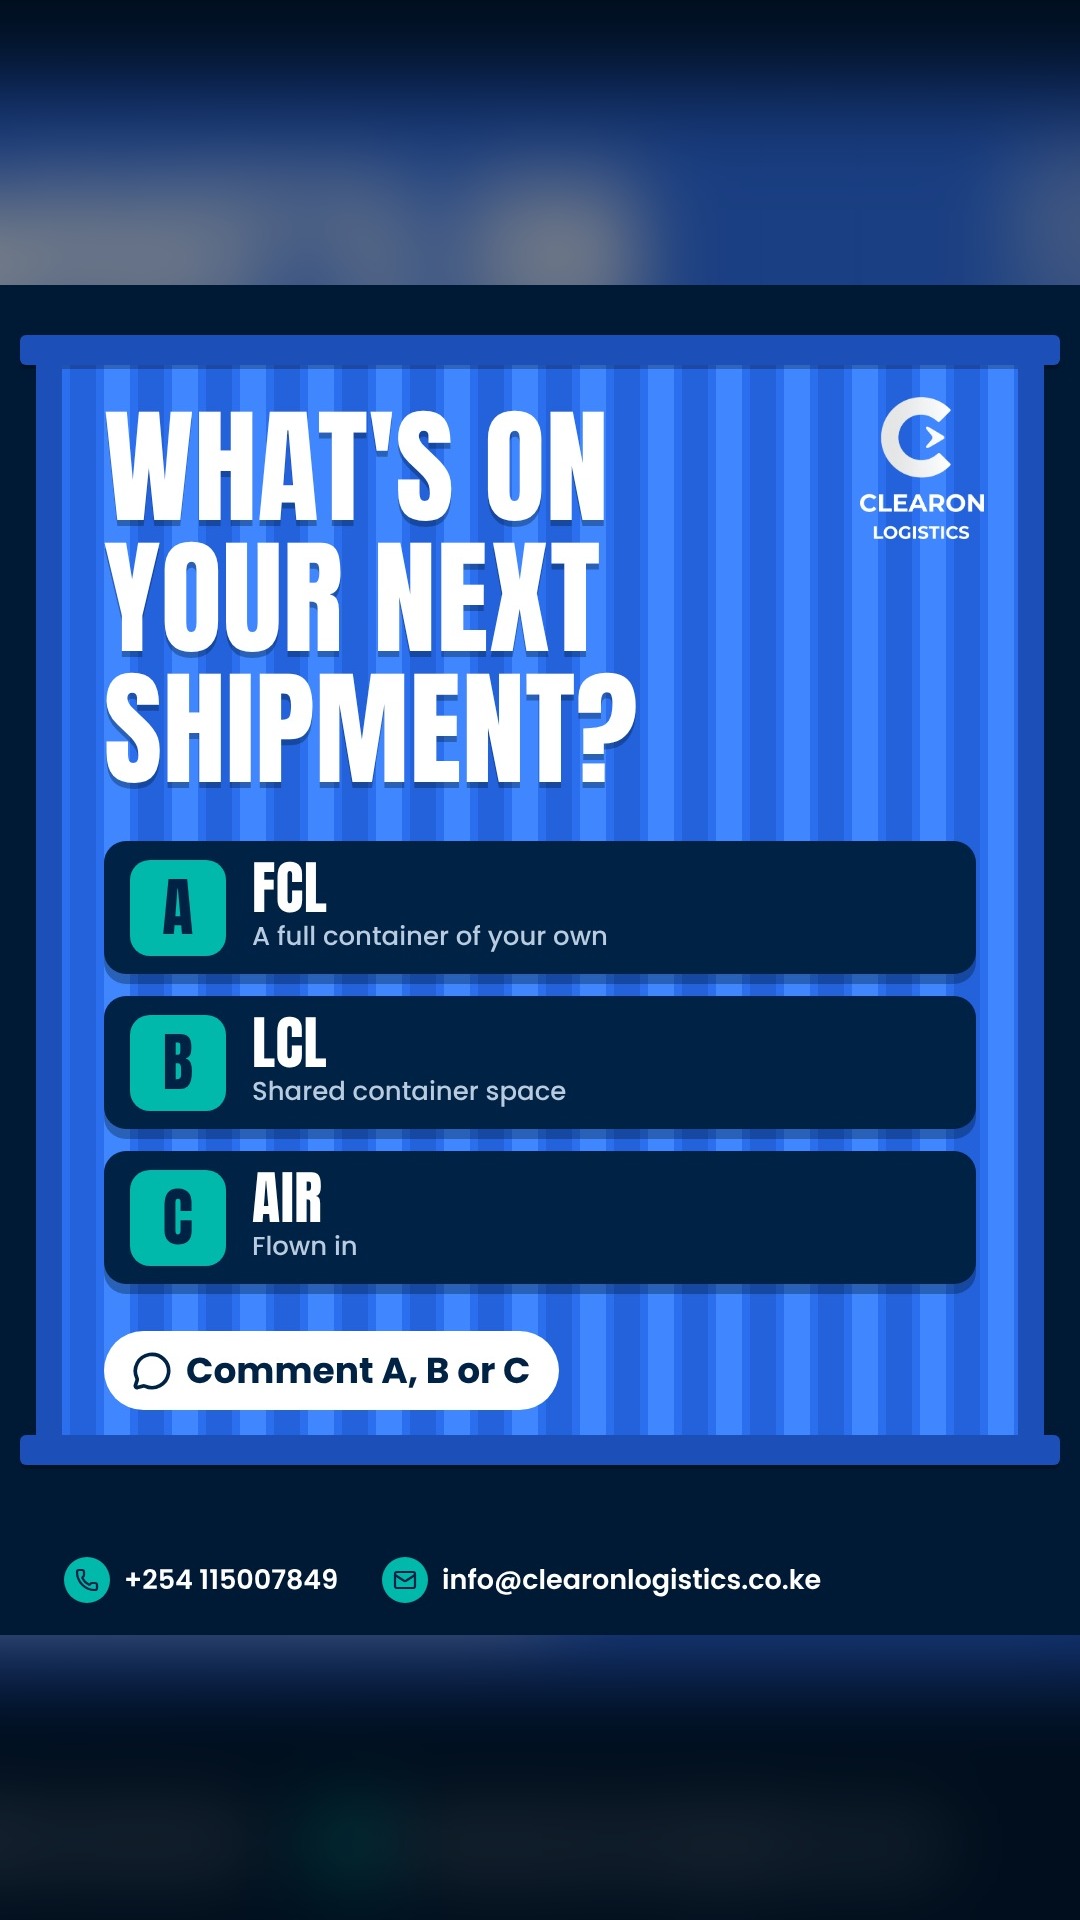 WHAT'S ON
YOUR NEXT
SHIPMENT?
CLEARON
LOGISTICS
A
FCL
A full container of your own
B
LCL
Shared container space
C
AIR
Flown in
Comment A, B or C
+254 115007849
info@clearonlogistics.co.ke